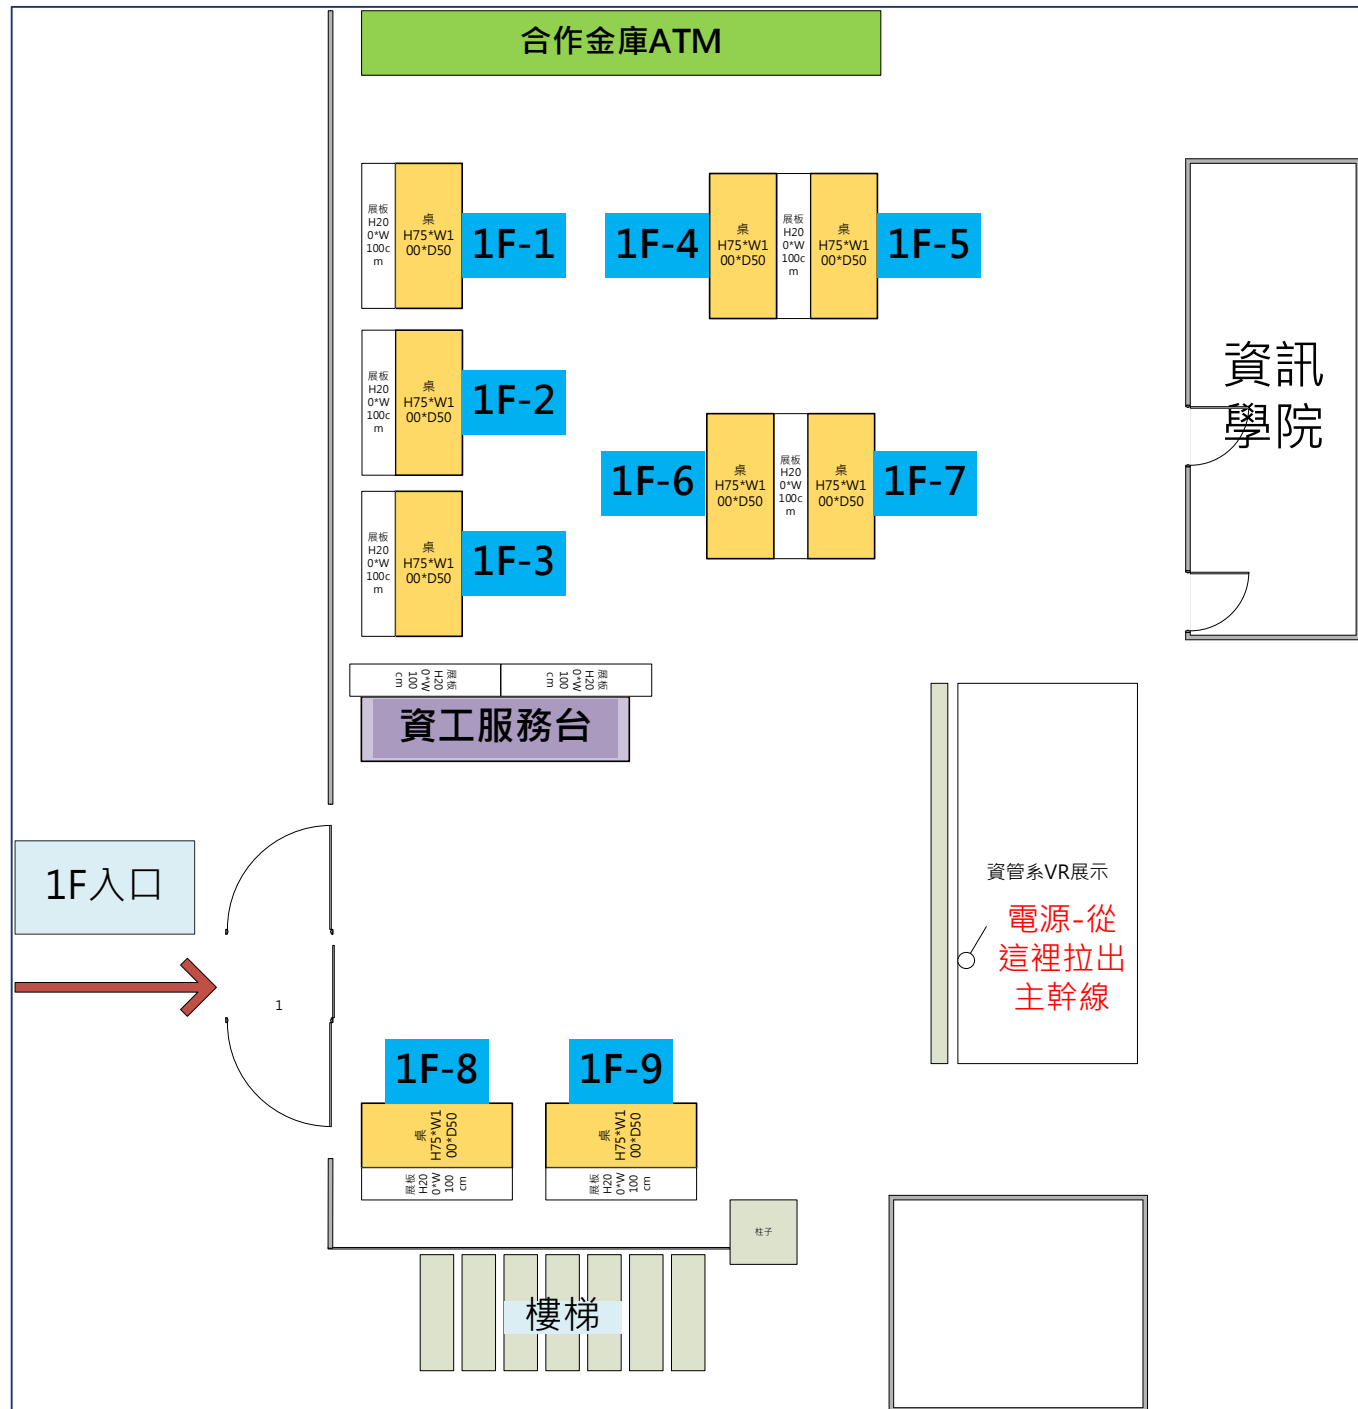 合作金庫ATM
展板
H20
0*W
100c
m
桌
H75*W1
00*D50
1F-1
1F-4
桌
H75*W1
00*D50
展板
H20
0*W
100c
m
桌
H75*W1
00*D50
1F-5
展板
H20
0*W
100c
m
桌
H75*W1
00*D50
1F-2
資訊
學院
1F-6
桌
H75*W1
00*D50
展板
H20
0*W
100c
m
桌
H75*W1
00*D50
1F-7
展板
H20
0*W
100c
m
桌
H75*W1
00*D50
1F-3
展板
H20
0*W
100
cm
展板
H20
0*W
100
cm
資工服務台
1F入口
1
資管系VR展示
電源-從
這裡拉出
主幹線
1F-8
桌
H75*W1
00*D50
展板
H20
0*W
100
cm
1F-9
桌
H75*W1
00*D50
展板
H20
0*W
100
cm
柱子
樓梯